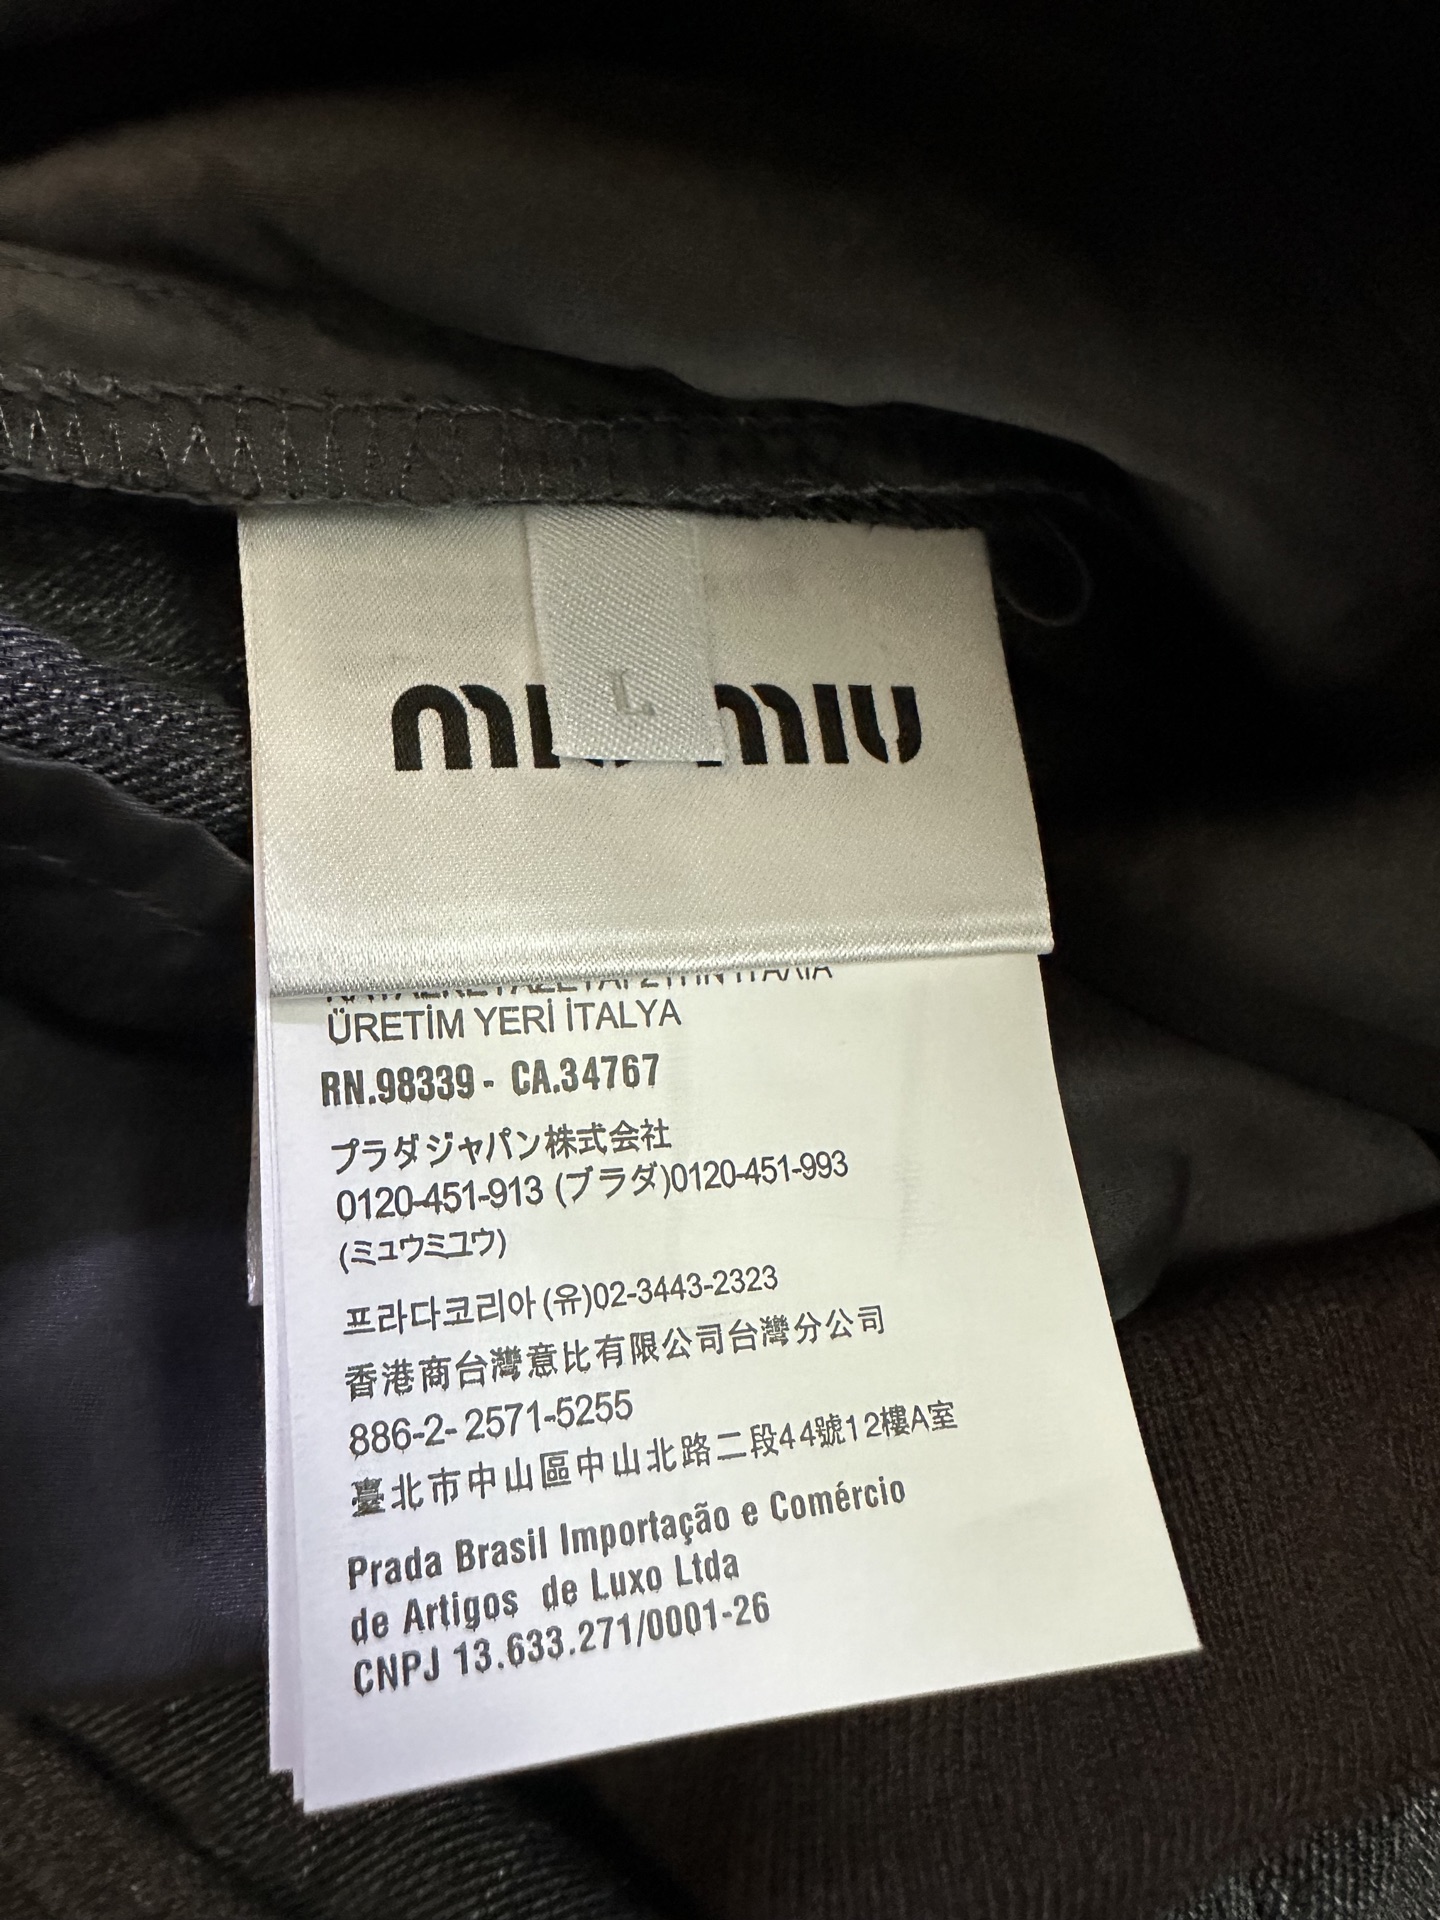 L
miu miu
ÜRETİM YERİ İTALYA
RN.98339 - CA.34767
プラダジャパン株式会社
0120-451-913 (プラダ)0120-451-993
(ミュウミュウ)
프라다코리아(유)02-3443-2323
香港商台灣意比有限公司台灣分公司
886-2-2571-5255
臺北市中山區中山北路二段44號12樓A室
Prada Brasil Importação e Comércio
de Artigos de Luxo Ltda
CNPJ 13.633.271/0001-26